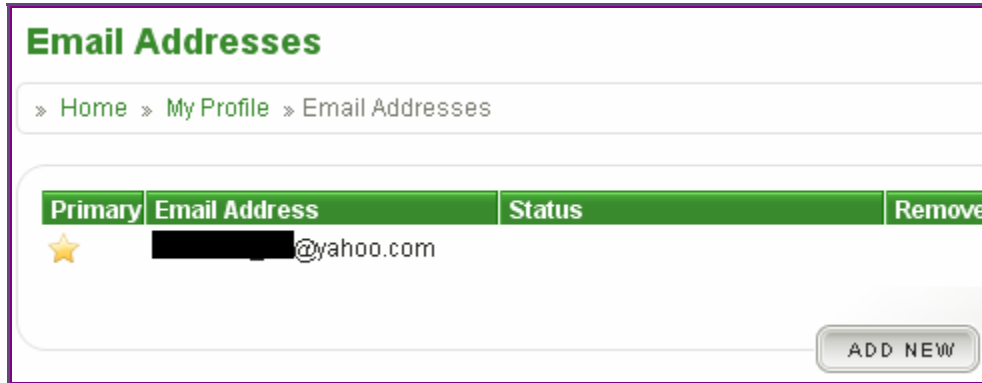 Email Addresses
» Home » My Profile » Email Addresses
Primary Email Address Status Remove
@yahoo.com
ADD NEW